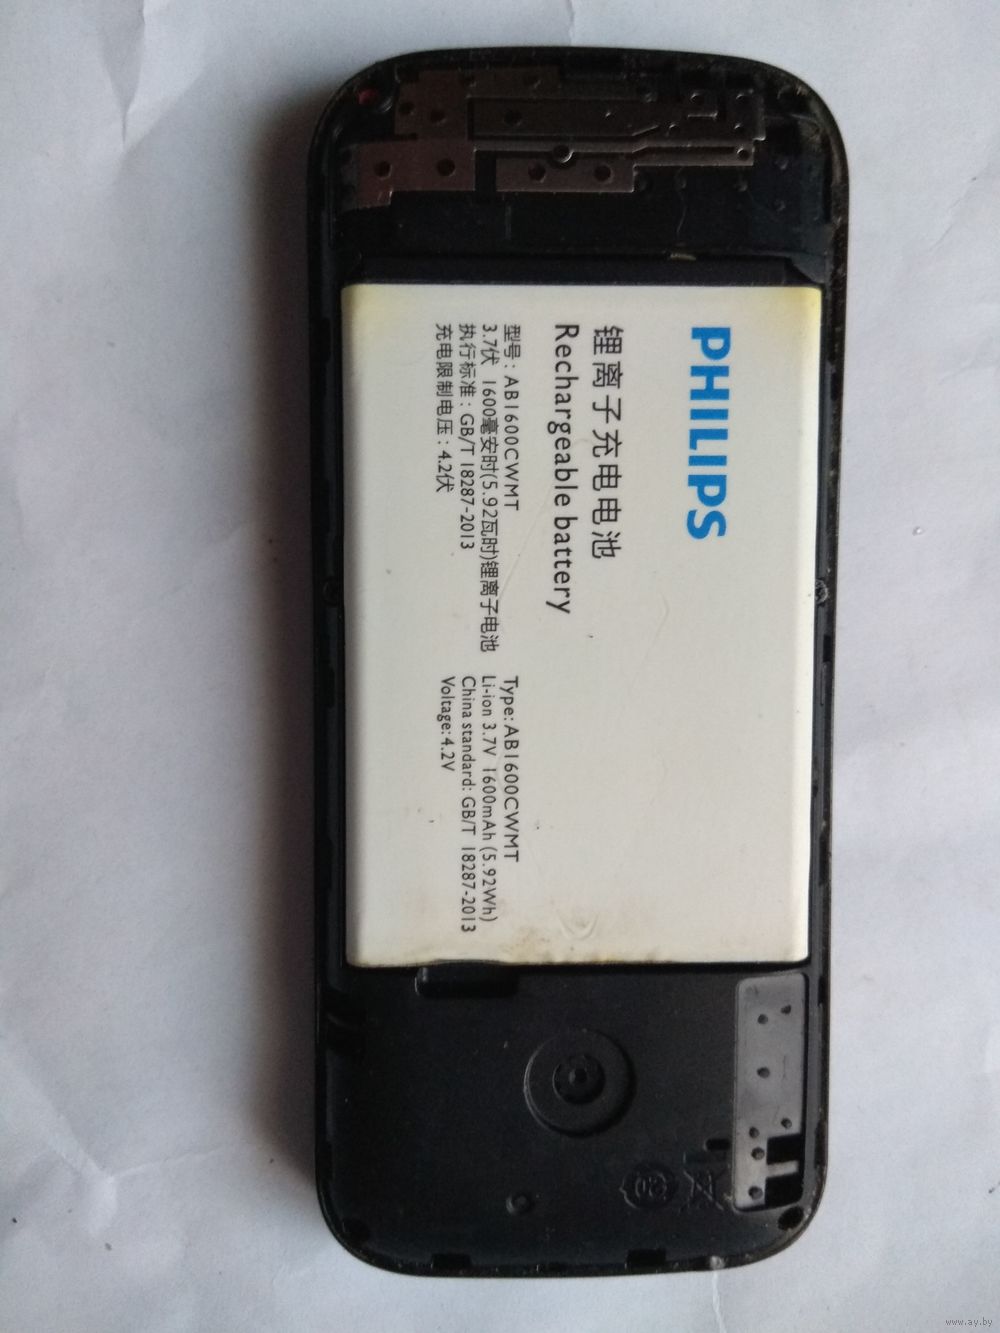 PHILIPS
锂离子充电电池
Rechargeable battery
型号: AB1600CWMT
3.7伏 1600毫安时(5.92瓦时)锂离子电池
执行标准: GB/T 18287-2013
充电限制电压: 4.2伏
Type: AB1600CWMT
Li-ion 3.7V 1600mAh (5.92Wh)
China standard: GB/T 18287-2013
Voltage: 4.2V
www.ay.by